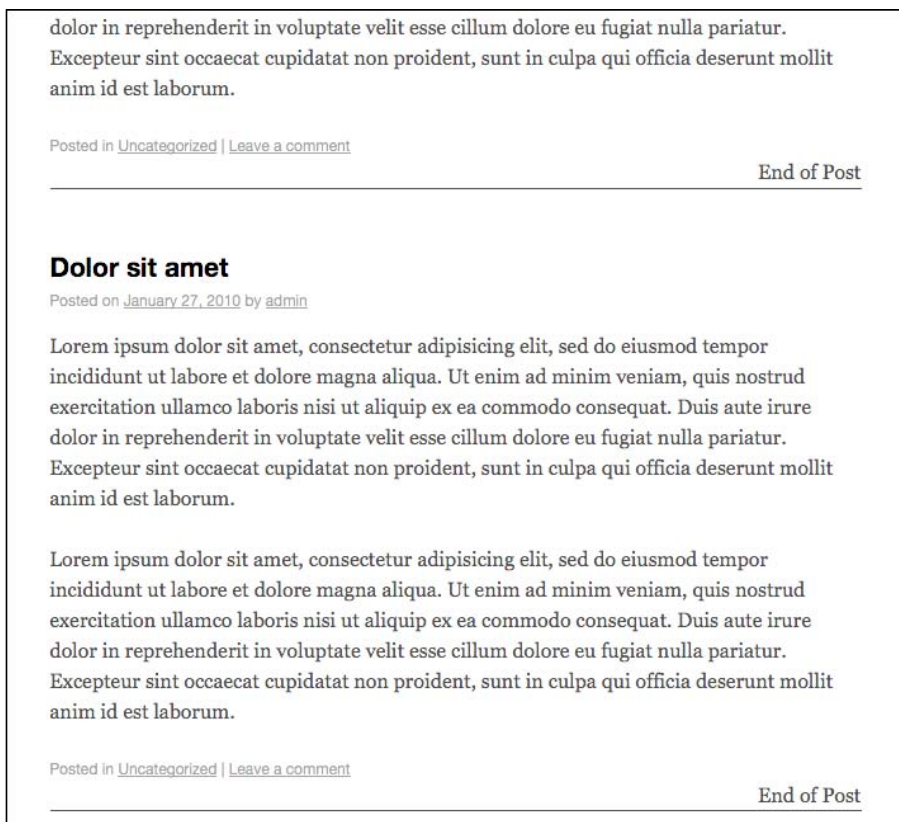 dolor in reprehenderit in voluptate velit esse cillum dolore eu fugiat nulla pariatur.
Excepteur sint occaecat cupidatat non proident, sunt in culpa qui officia deserunt mollit
anim id est laborum.
Posted in Uncategorized | Leave a comment
End of Post
Dolor sit amet
Posted on January 27, 2010 by admin
Lorem ipsum dolor sit amet, consectetur adipisicing elit, sed do eiusmod tempor
incididunt ut labore et dolore magna aliqua. Ut enim ad minim veniam, quis nostrud
exercitation ullamco laboris nisi ut aliquip ex ea commodo consequat. Duis aute irure
dolor in reprehenderit in voluptate velit esse cillum dolore eu fugiat nulla pariatur.
Excepteur sint occaecat cupidatat non proident, sunt in culpa qui officia deserunt mollit
anim id est laborum.
Lorem ipsum dolor sit amet, consectetur adipisicing elit, sed do eiusmod tempor
incididunt ut labore et dolore magna aliqua. Ut enim ad minim veniam, quis nostrud
exercitation ullamco laboris nisi ut aliquip ex ea commodo consequat. Duis aute irure
dolor in reprehenderit in voluptate velit esse cillum dolore eu fugiat nulla pariatur.
Excepteur sint occaecat cupidatat non proident, sunt in culpa qui officia deserunt mollit
anim id est laborum.
Posted in Uncategorized | Leave a comment
End of Post